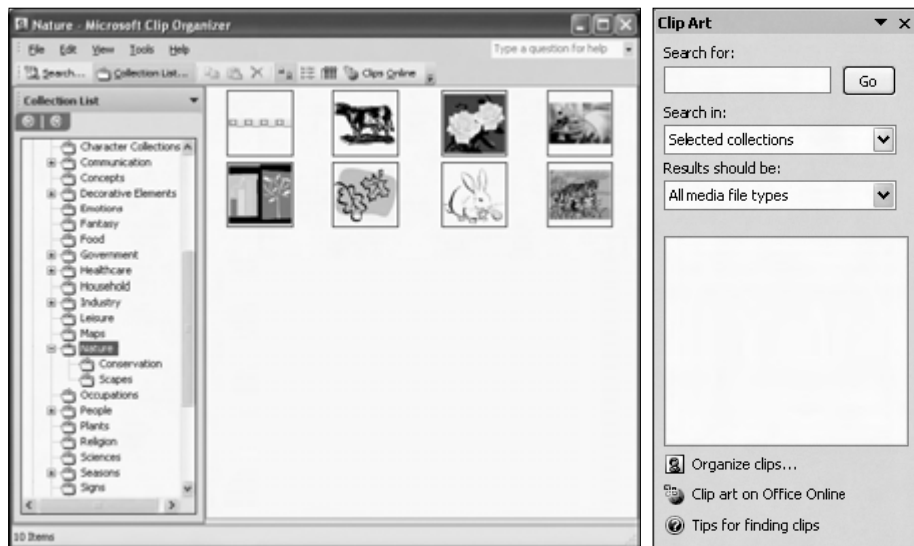 Nature - Microsoft Clip Organizer
File Edit View Tools Help
Type a question for help
Search... Collection List... Clips Online
Collection List
Character Collections
Communication
Concepts
Decorative Elements
Emotions
Fantasy
Food
Government
Healthcare
Household
Industry
Leisure
Maps
Nature
Conservation
Scapes
Occupations
People
Plants
Religion
Sciences
Seasons
Signs
10 Items
Clip Art
Search for:
Go
Search in:
Selected collections
Results should be:
All media file types
Organize clips...
Clip art on Office Online
Tips for finding clips